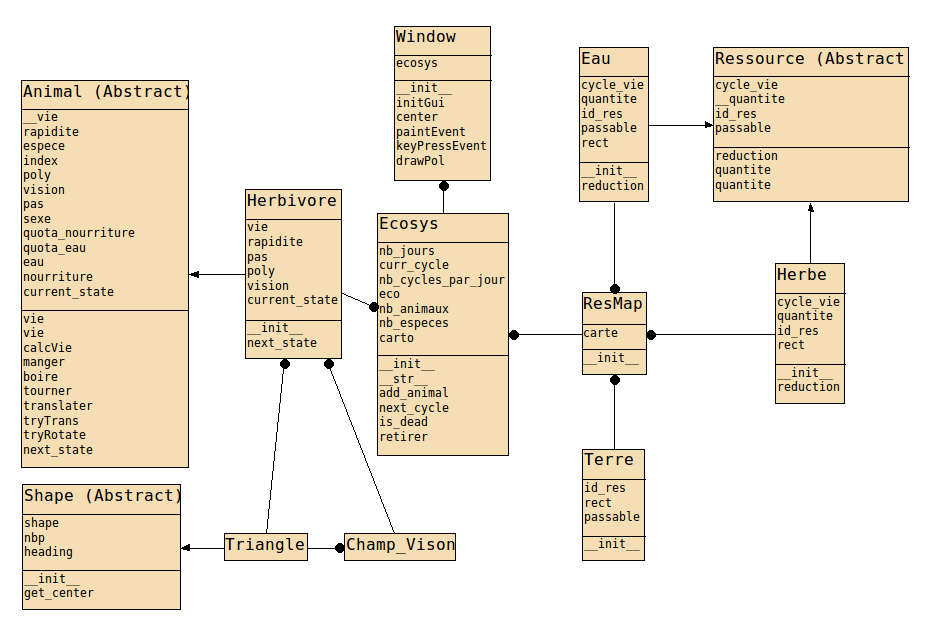 Window
ecosys
__init__
initGui
center
paintEvent
keyPressEvent
drawPol
Eau
cycle_vie
quantite
id_res
passable
rect
__init__
reduction
Ressource (Abstract
cycle_vie
__quantite
id_res
passable
reduction
quantite
quantite
Animal (Abstract)
__vie
rapidite
espece
index
poly
vision
pas
sexe
quota_nourriture
quota_eau
eau
nourriture
current_state
vie
vie
calcVie
manger
boire
tourner
translater
tryTrans
tryRotate
next_state
Herbivore
vie
rapidite
pas
poly
vision
current_state
__init__
next_state
Ecosys
nb_jours
curr_cycle
nb_cycles_par_jour
eco
nb_animaux
nb_especes
carto
__init__
__str__
add_animal
next_cycle
is_dead
retirer
ResMap
carte
__init__
Herbe
cycle_vie
quantite
id_res
rect
__init__
reduction
Terre
id_res
rect
passable
__init__
Shape (Abstract)
shape
nbp
heading
__init__
get_center
Triangle
Champ_Vison